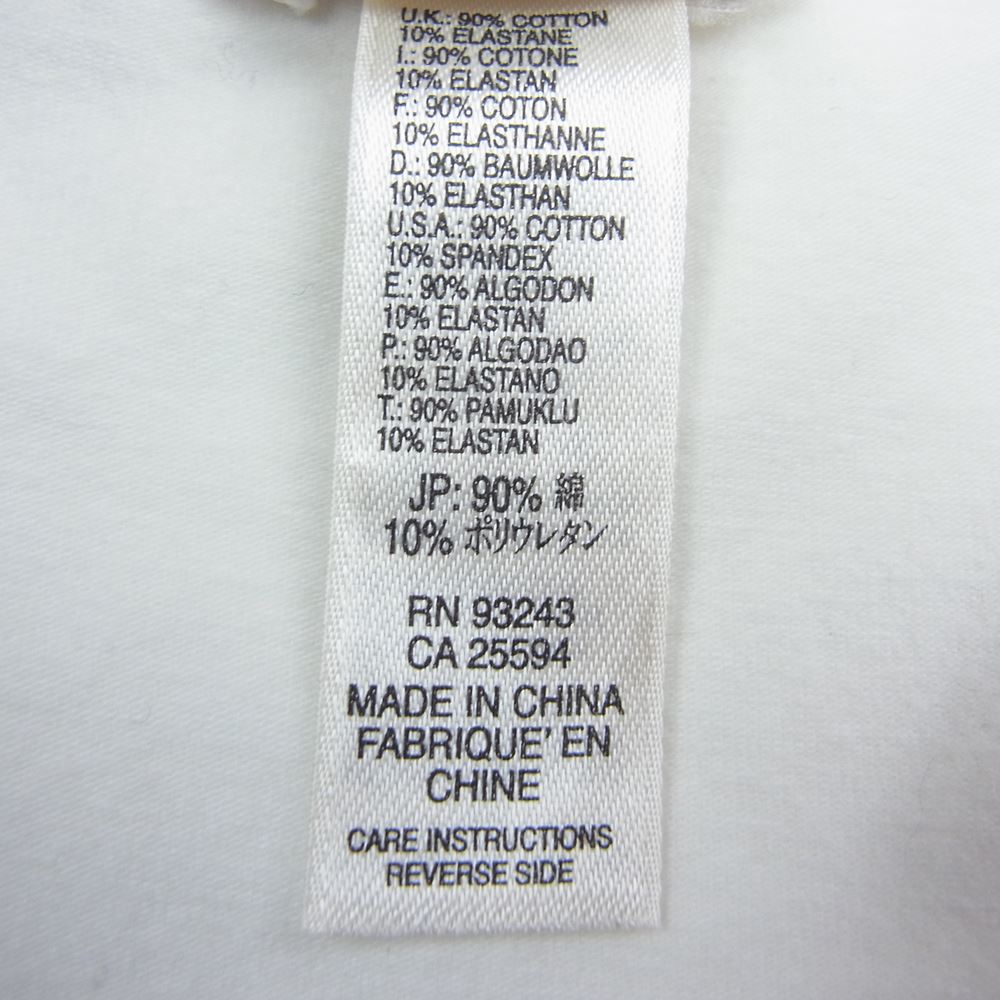 U.K.: 90% COTTON
10% ELASTANE
I.: 90% COTONE
10% ELASTAN
F.: 90% COTON
10% ELASTHANNE
D.: 90% BAUMWOLLE
10% ELASTHAN
U.S.A.: 90% COTTON
10% SPANDEX
E.: 90% ALGODON
10% ELASTAN
P.: 90% ALGODAO
10% ELASTANO
T.: 90% PAMUKLU
10% ELASTAN
JP: 90% 綿
10% ポリウレタン
RN 93243
CA 25594
MADE IN CHINA
FABRIQUE' EN
CHINE
CARE INSTRUCTIONS
REVERSE SIDE